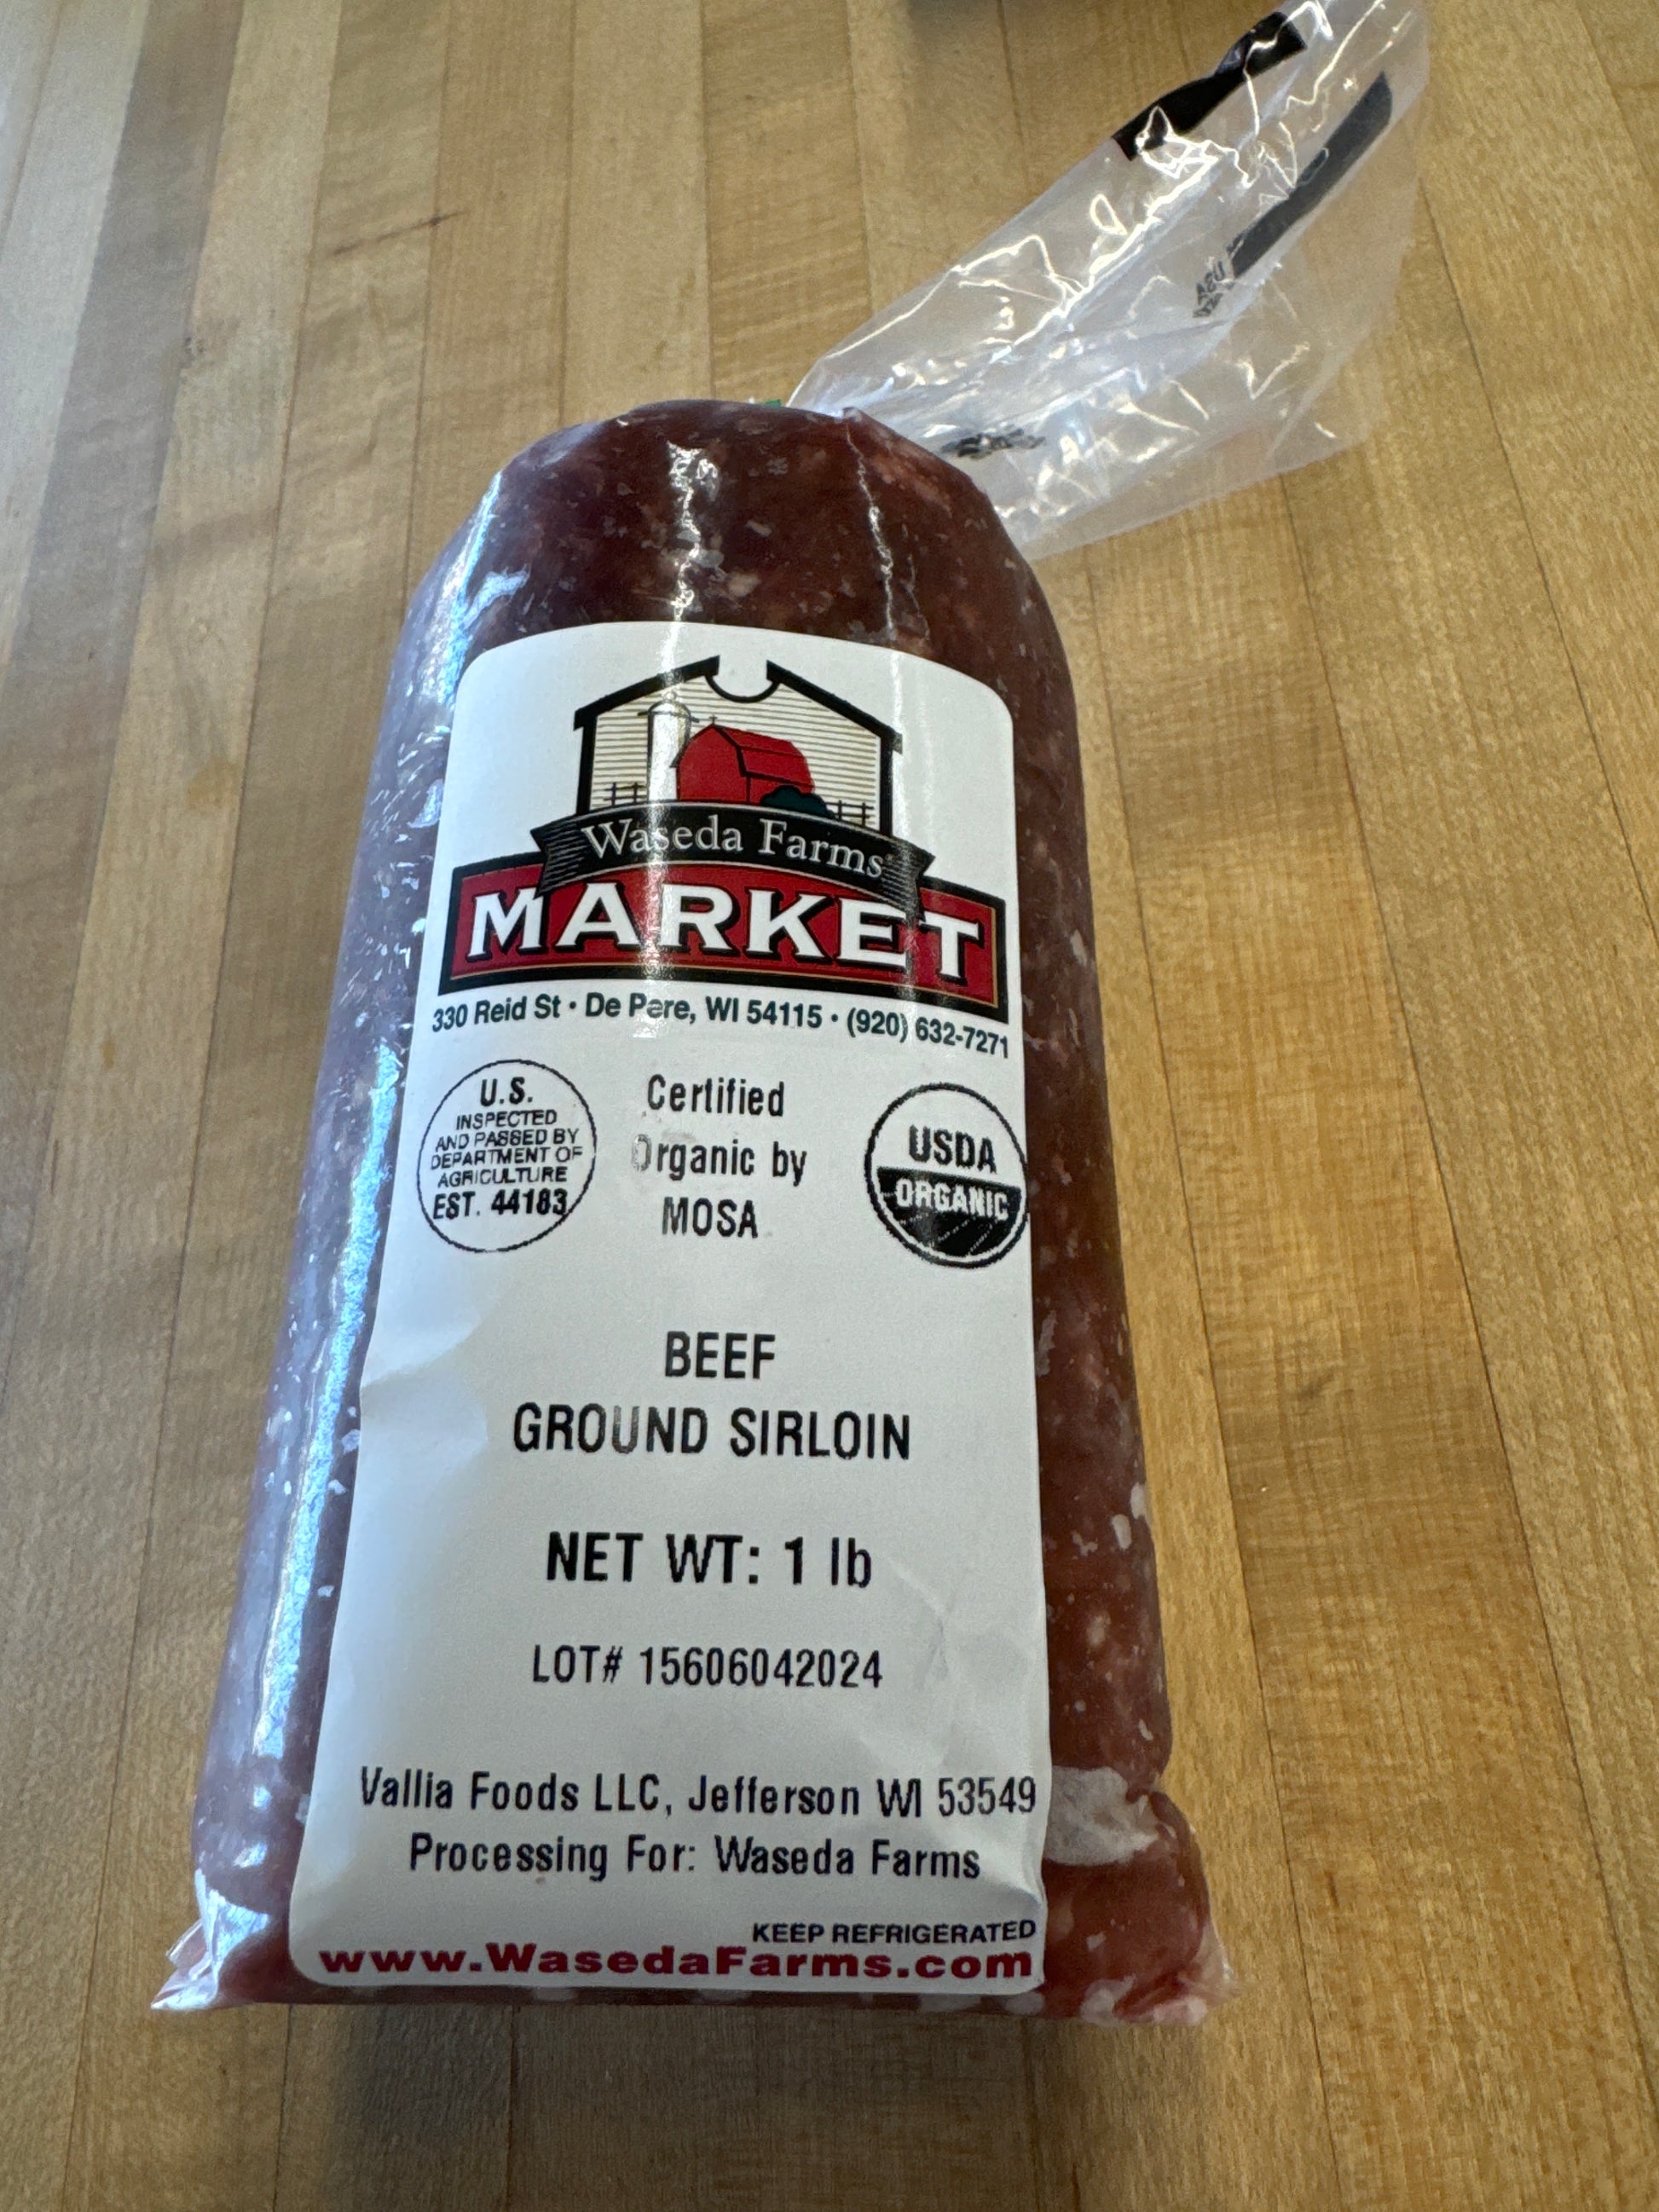 Waseda Farms
MARKET
330 Reid St • De Pere, WI 54115 • (920) 632-7271
U.S.
INSPECTED
AND PASSED BY
DEPARTMENT OF
AGRICULTURE
EST. 44183
Certified
Organic by
MOSA
USDA
ORGANIC
BEEF
GROUND SIRLOIN
NET WT: 1 lb
LOT# 15606042024
Vallia Foods LLC, Jefferson WI 53549
Processing For: Waseda Farms
KEEP REFRIGERATED
www.WasedaFarms.com